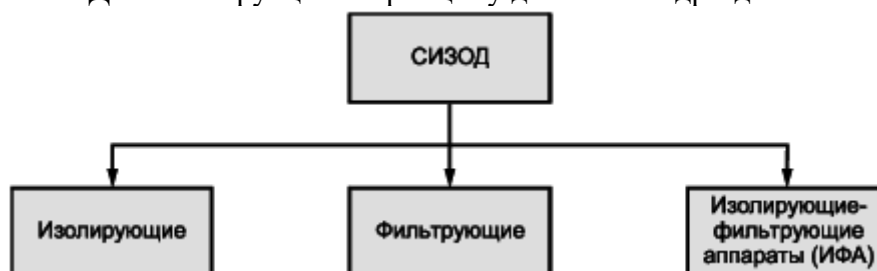 СИЗОД
Изолирующие
Фильтрующие
Изолирующие-
фильтрующие
аппараты (ИФА)